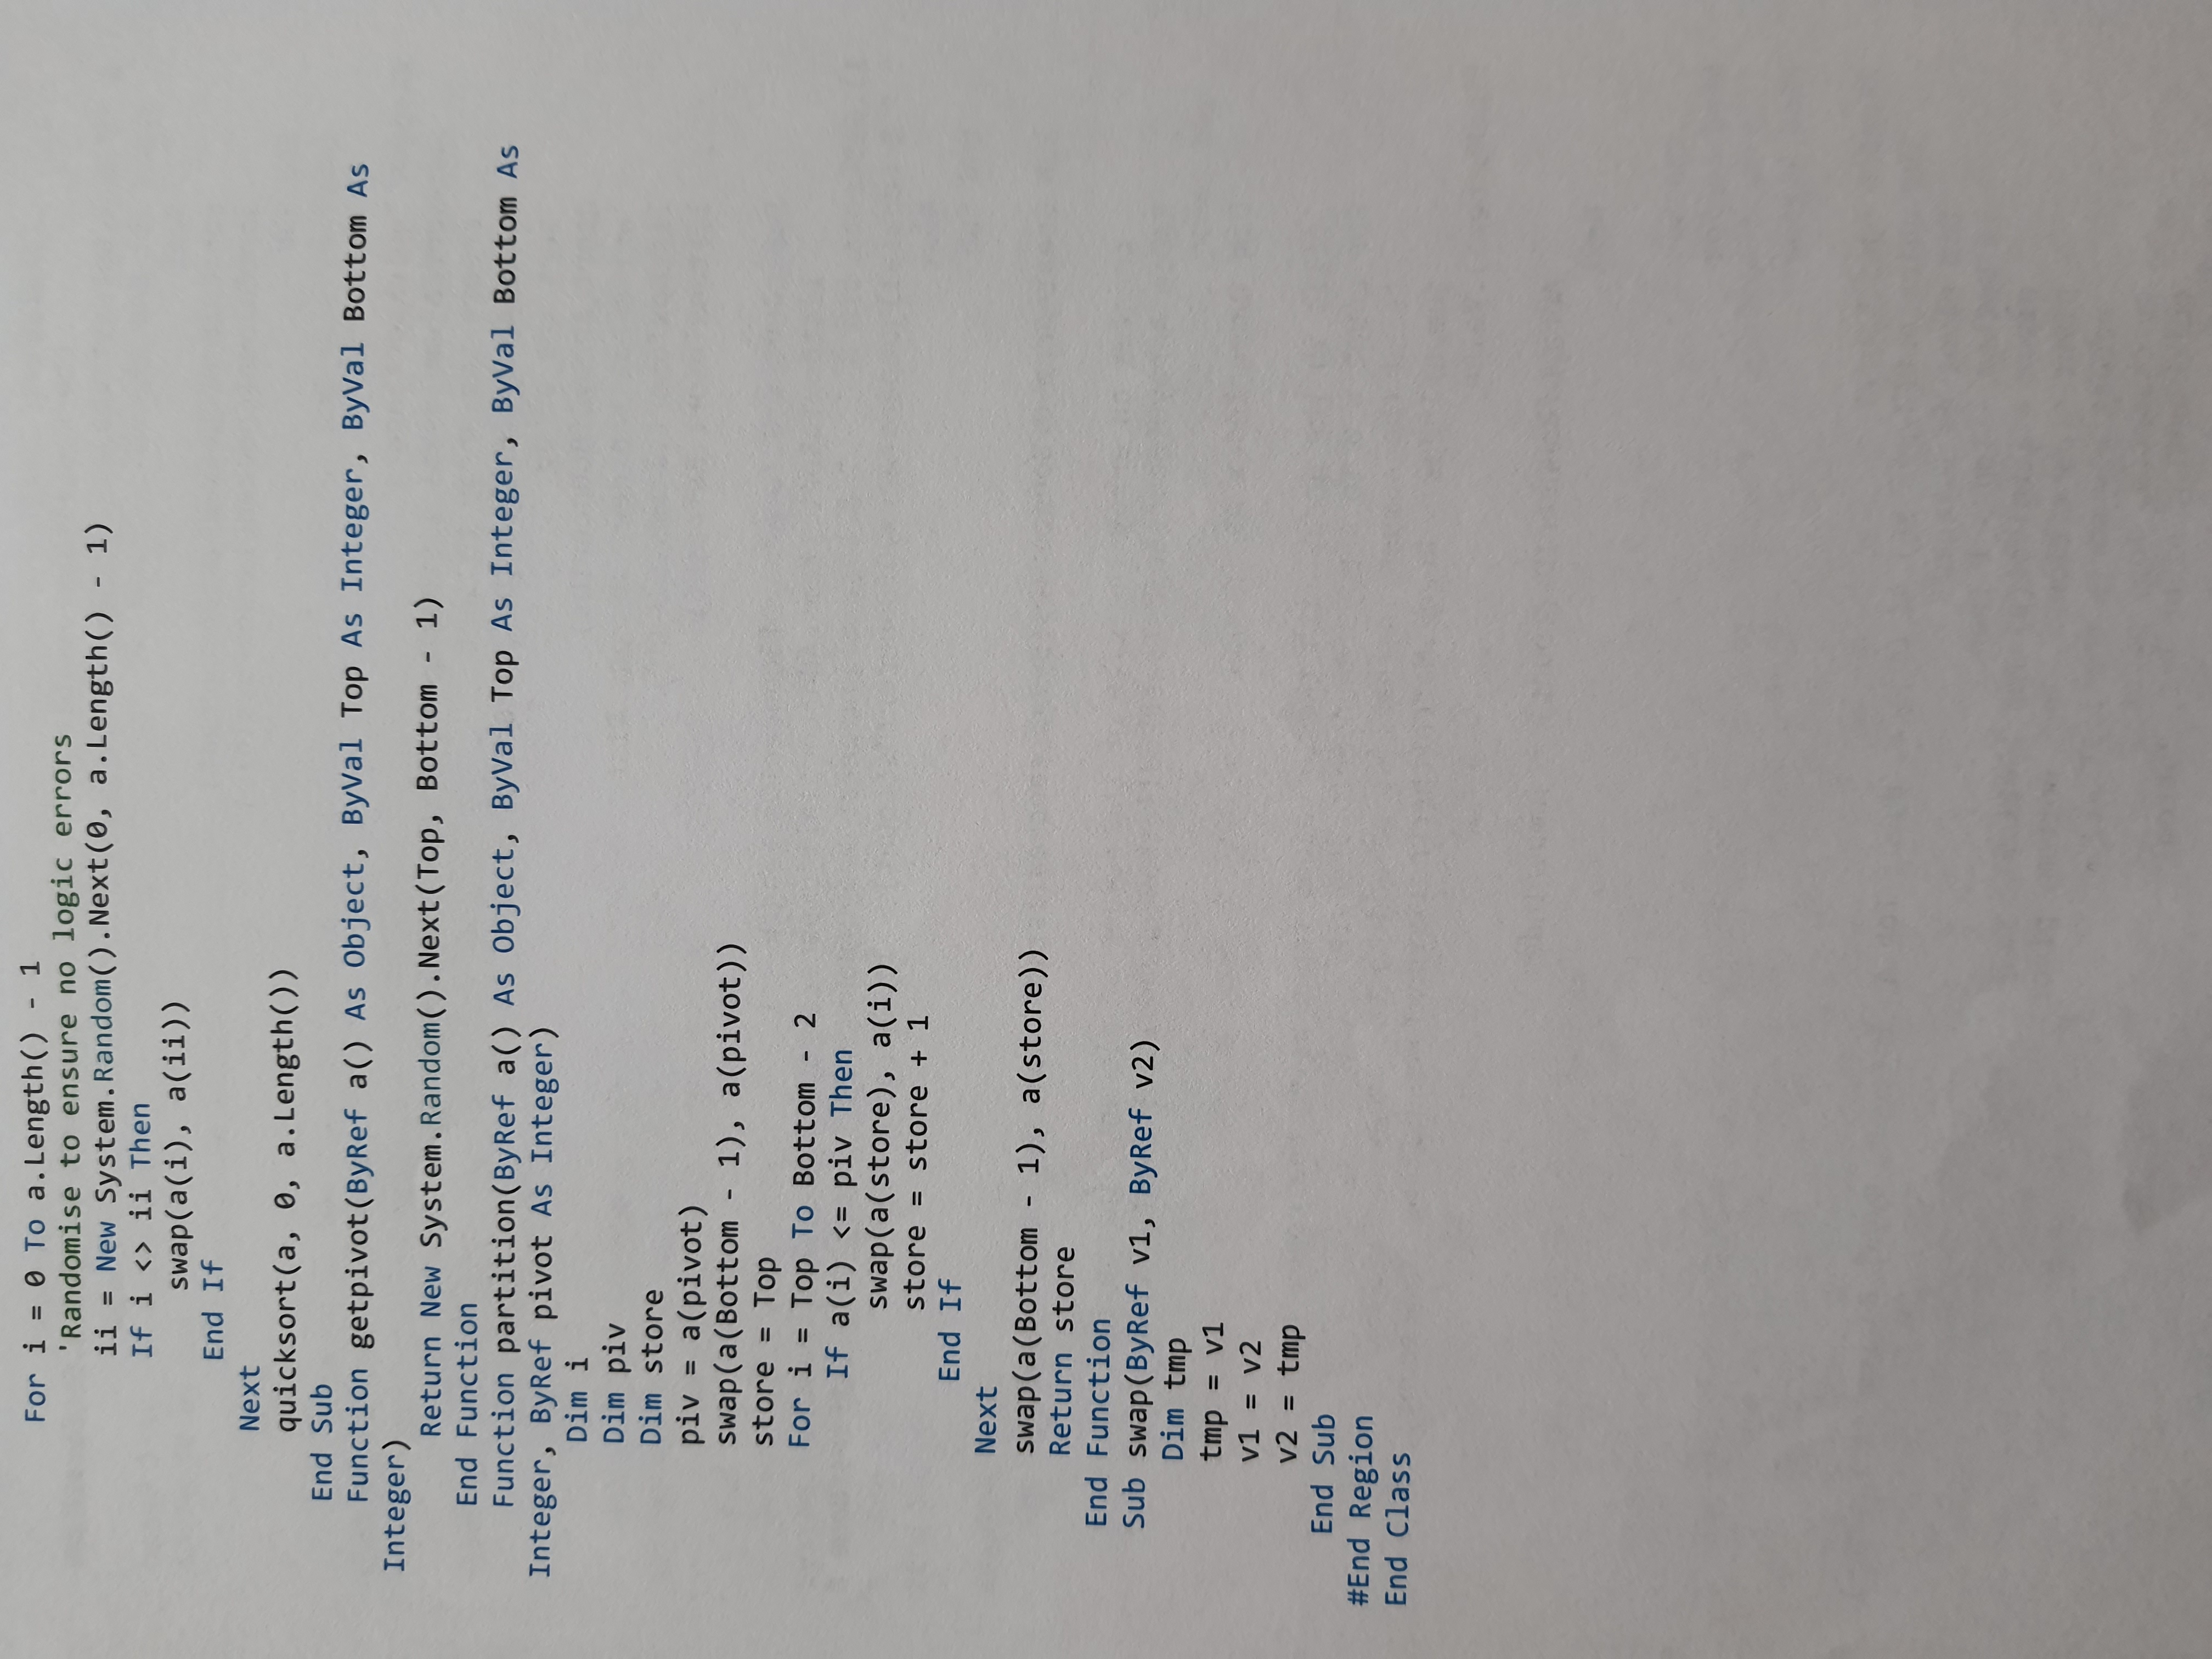 For i = 0 To a.Length() - 1
'Randomise to ensure no logic errors
ii = New System.Random().Next(0, a.Length() - 1)
If i <> ii Then
swap(a(i), a(ii))
End If
Next
quicksort(a, 0, a.Length())
End Sub
Function getpivot(ByRef a() As Object, ByVal Top As Integer, ByVal Bottom As
Integer)
Return New System.Random().Next(Top, Bottom - 1)
End Function
Function partition(ByRef a() As Object, ByVal Top As Integer, ByVal Bottom As
Integer, ByRef pivot As Integer)
Dim i
Dim piv
Dim store
piv = a(pivot)
swap(a(Bottom - 1), a(pivot))
store = Top
For i = Top To Bottom - 2
If a(i) <= piv Then
swap(a(store), a(i))
store = store + 1
End If
Next
swap(a(Bottom - 1), a(store))
Return store
End Function
Sub swap(ByRef v1, ByRef v2)
Dim tmp
tmp = v1
v1 = v2
v2 = tmp
End Sub
#End Region
End Class